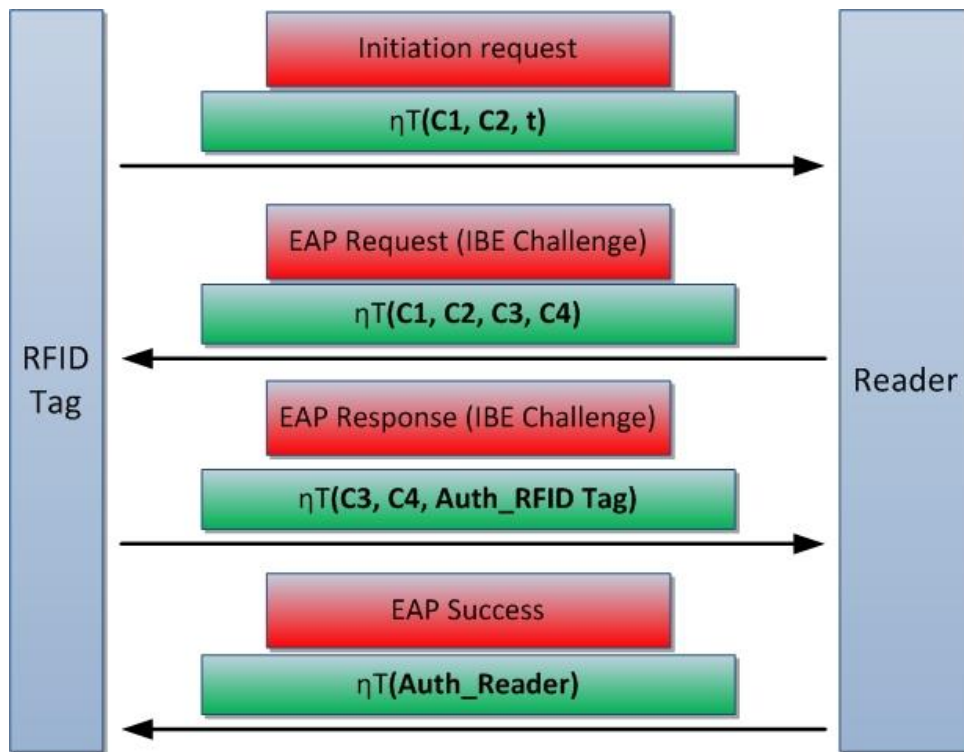 Initiation request
ηT(C1, C2, t)
EAP Request (IBE Challenge)
ηT(C1, C2, C3, C4)
RFID
Tag
Reader
EAP Response (IBE Challenge)
ηT(C3, C4, Auth_RFID Tag)
EAP Success
ηT(Auth_Reader)